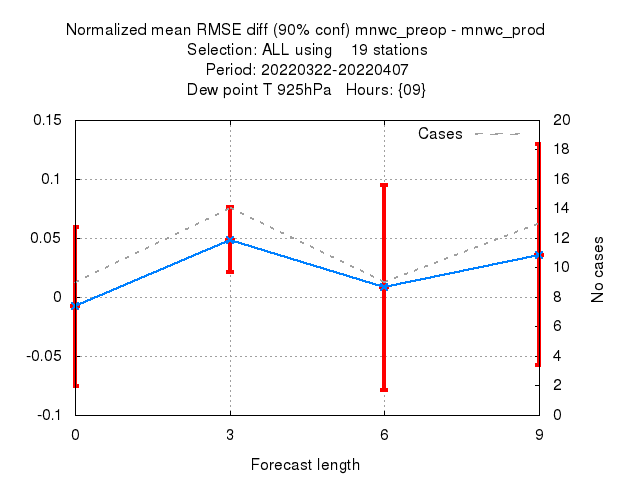 Normalized mean RMSE diff (90% conf) mnwc_preop - mnwc_prod
Selection: ALL using 19 stations
Period: 20220322-20220407
Dew point T 925hPa Hours: {09}
Cases
0.15
0.1
0.05
0
-0.05
-0.1
20
18
16
14
12
10
8
6
4
2
0
No cases
0 3 6 9
Forecast length